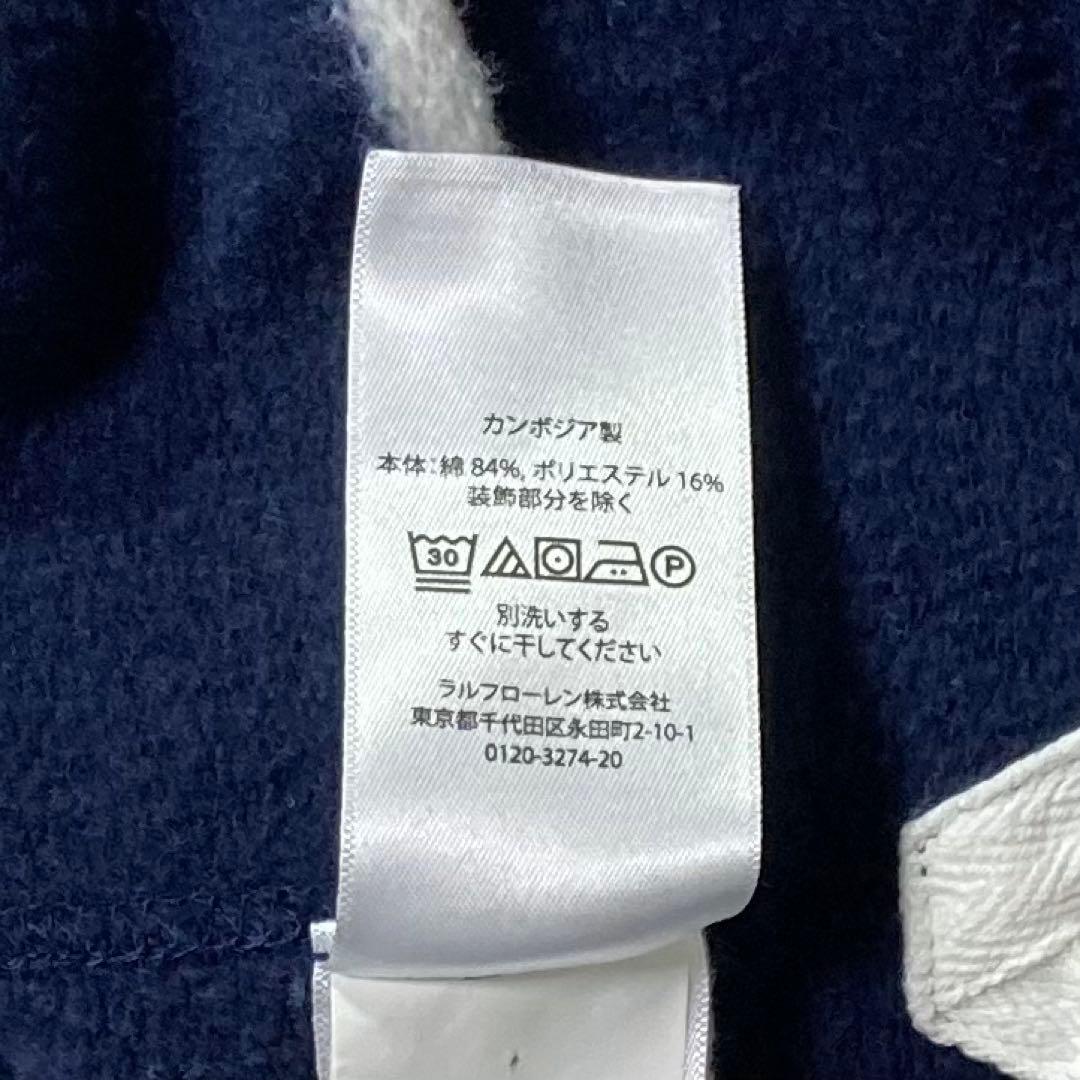 カンボジア製
本体：綿 84%, ポリエステル 16%
装飾部分を除く
30 P
別洗いする
すぐに干してください
ラルフローレン株式会社
東京都千代田区永田町2-10-1
0120-3274-20